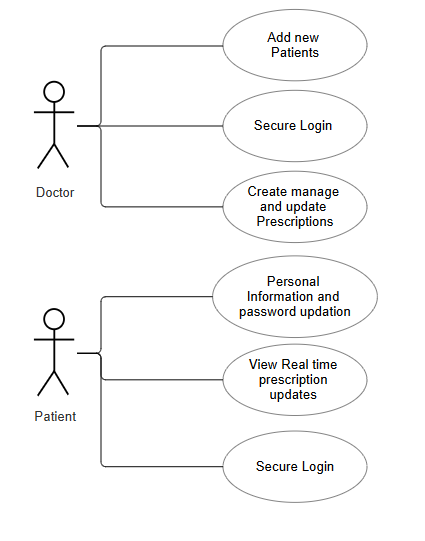 Add new
Patients
Secure Login
Doctor
Create manage
and update
Prescriptions
Personal
Information and
password updation
View Real time
prescription
updates
Patient
Secure Login